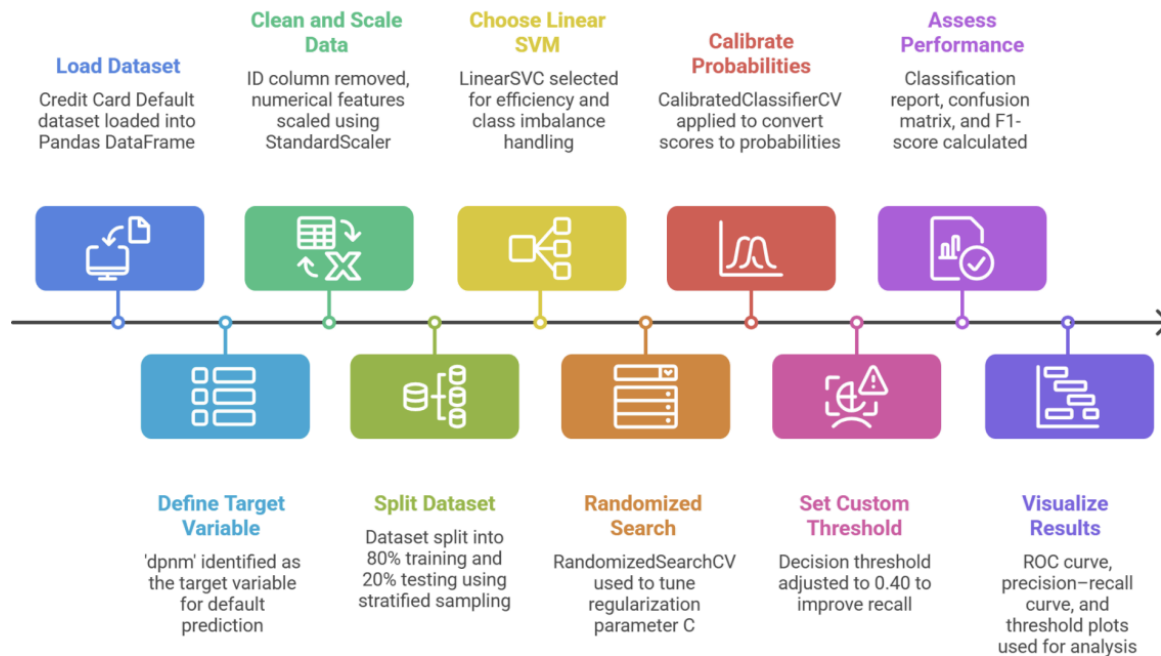 Load Dataset
Credit Card Default
dataset loaded into
Pandas DataFrame
Define Target
Variable
'dpnm' identified as
the target variable
for default
prediction
Clean and Scale
Data
ID column removed,
numerical features
scaled using
StandardScaler
Split Dataset
Dataset split into
80% training and
20% testing using
stratified sampling
Choose Linear
SVM
LinearSVC selected
for efficiency and
class imbalance
handling
Randomized
Search
RandomizedSearchCV
used to tune
regularization
parameter C
Calibrate
Probabilities
CalibratedClassifierCV
applied to convert
scores to probabilities
Set Custom
Threshold
Decision threshold
adjusted to 0.40 to
improve recall
Assess
Performance
Classification
report, confusion
matrix, and F1-
score calculated
Visualize
Results
ROC curve,
precision–recall
curve, and
threshold plots
used for analysis